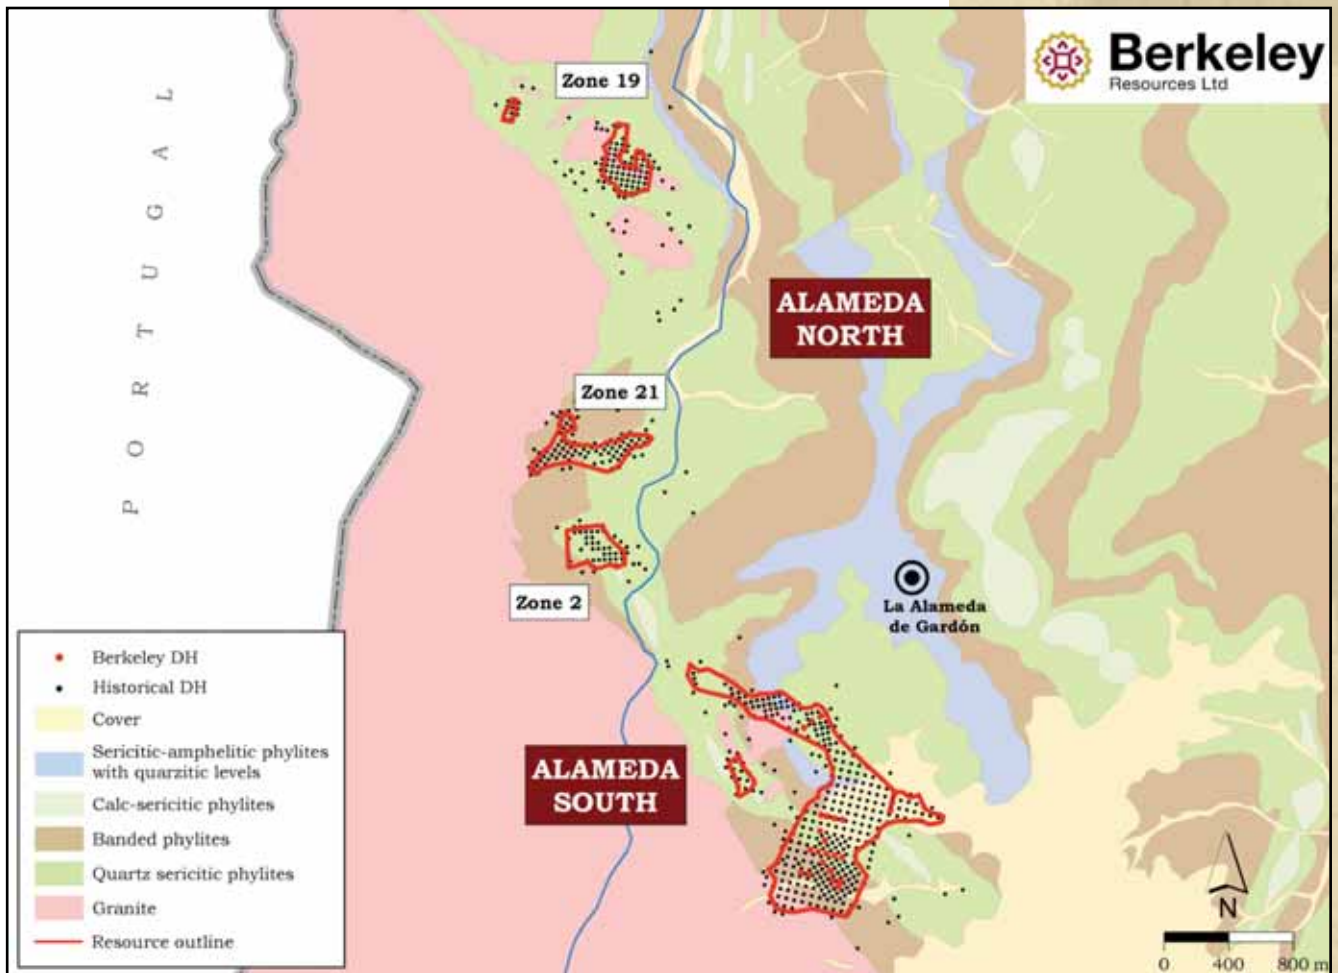 Berkeley
Resources Ltd
Zone 19
PORTUGAL
ALAMEDA
NORTH
Zone 21
La Alameda
de Gardón
Zone 2
ALAMEDA
SOUTH
Berkeley DH
Historical DH
Cover
Sericitic-amphelitic phylites
with quarzitic levels
Calc-sericitic phylites
Banded phylites
Quartz sericitic phylites
Granite
Resource outline
N
0 400 800 m